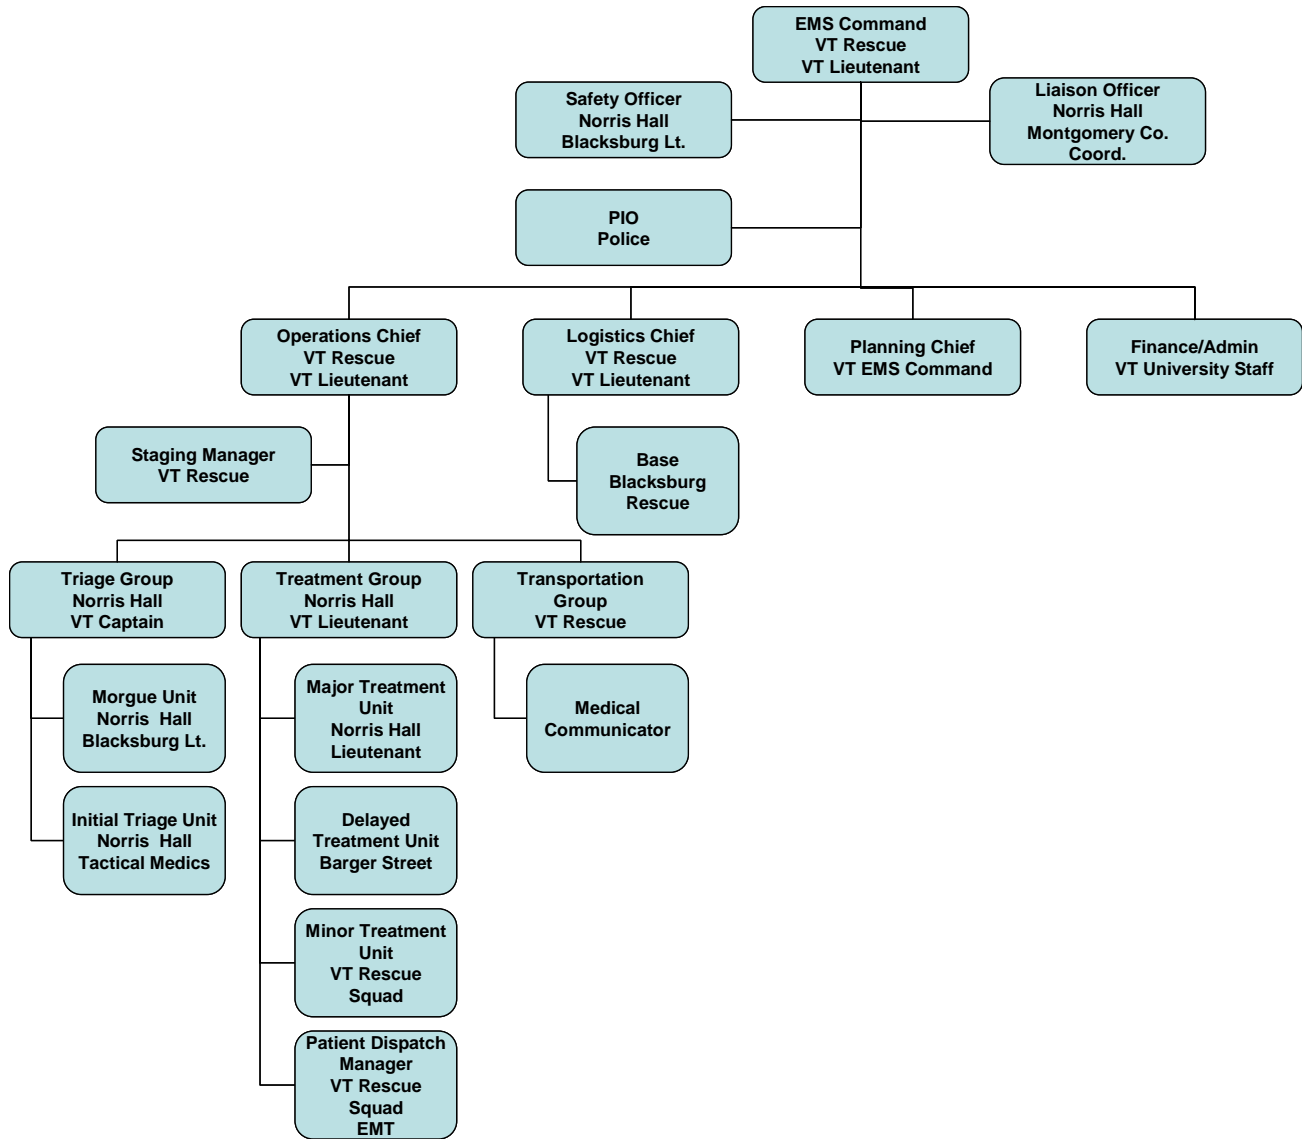 EMS Command
VT Rescue
VT Lieutenant
Safety Officer
Norris Hall
Blacksburg Lt.
Liaison Officer
Norris Hall
Montgomery Co.
Coord.
PIO
Police
Operations Chief
VT Rescue
VT Lieutenant
Logistics Chief
VT Rescue
VT Lieutenant
Planning Chief
VT EMS Command
Finance/Admin
VT University Staff
Staging Manager
VT Rescue
Base
Blacksburg
Rescue
Triage Group
Norris Hall
VT Captain
Treatment Group
Norris Hall
VT Lieutenant
Transportation
Group
VT Rescue
Morgue Unit
Norris Hall
Blacksburg Lt.
Major Treatment
Unit
Norris Hall
Lieutenant
Medical
Communicator
Initial Triage Unit
Norris Hall
Tactical Medics
Delayed
Treatment Unit
Barger Street
Minor Treatment
Unit
VT Rescue
Squad
Patient Dispatch
Manager
VT Rescue
Squad
EMT